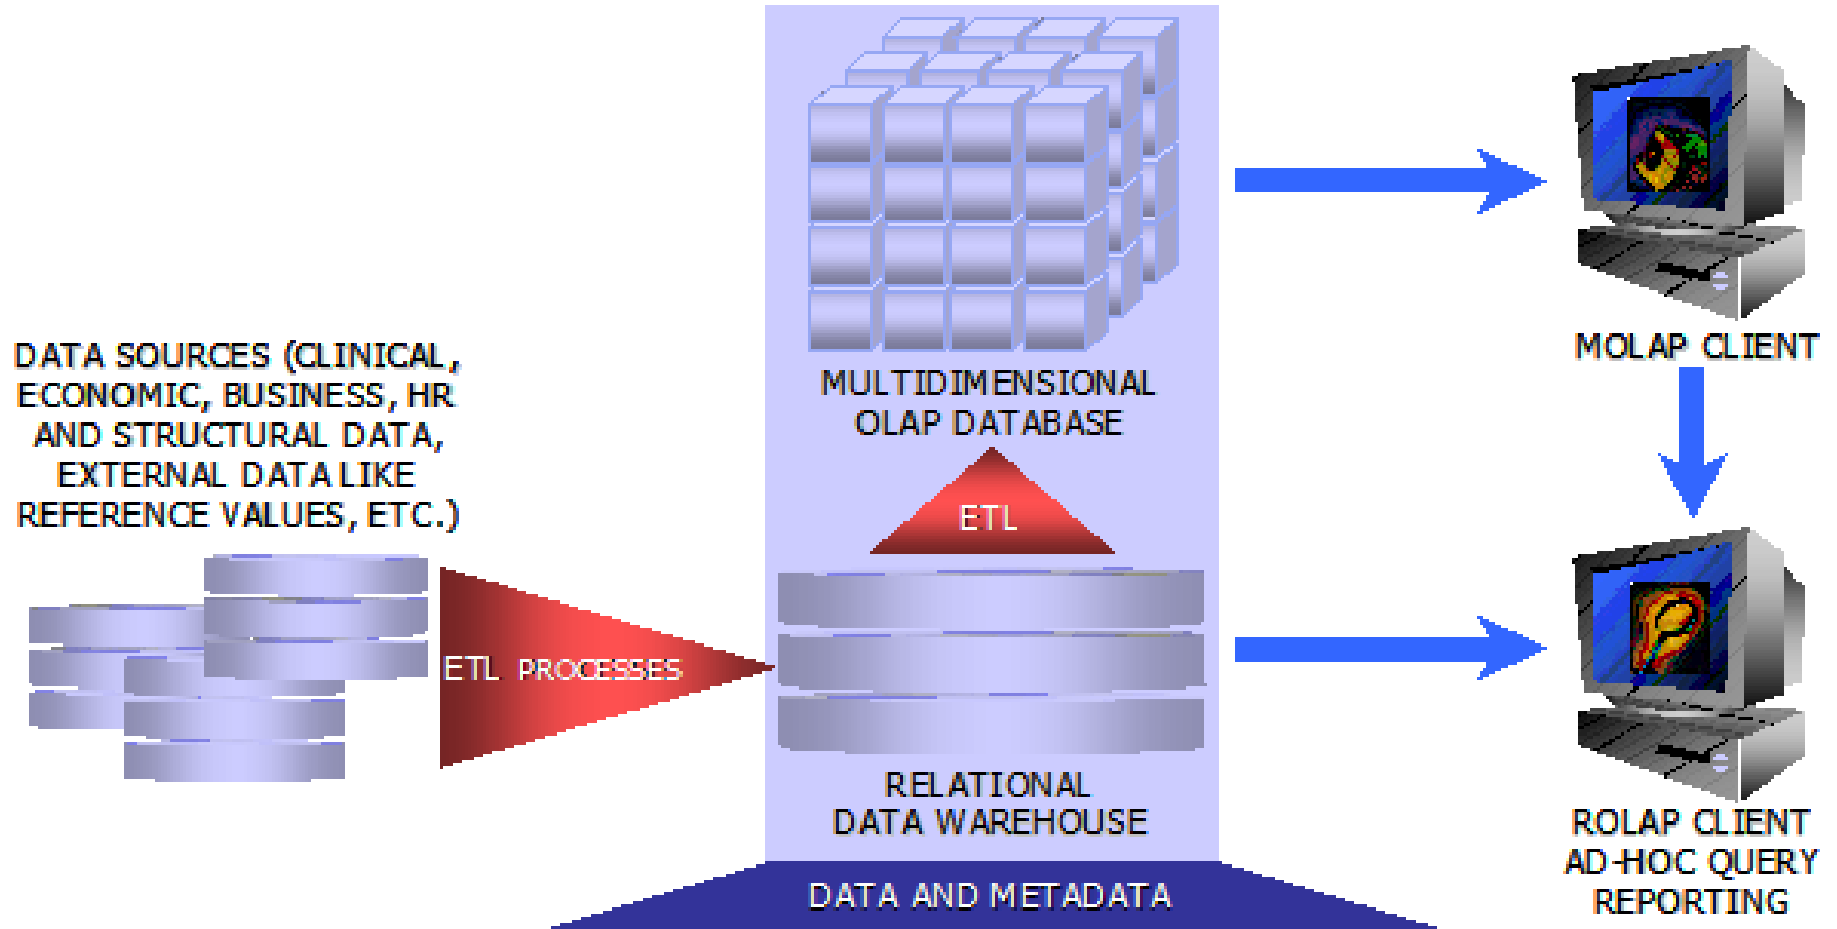 DATA SOURCES (CLINICAL,
ECONOMIC, BUSINESS, HR
AND STRUCTURAL DATA,
EXTERNAL DATA LIKE
REFERENCE VALUES, ETC.)
ETL PROCESSES
MULTIDIMENSIONAL
OLAP DATABASE
ETL
RELATIONAL
DATA WAREHOUSE
DATA AND METADATA
MOLAP CLIENT
ROLAP CLIENT
AD-HOC QUERY
REPORTING